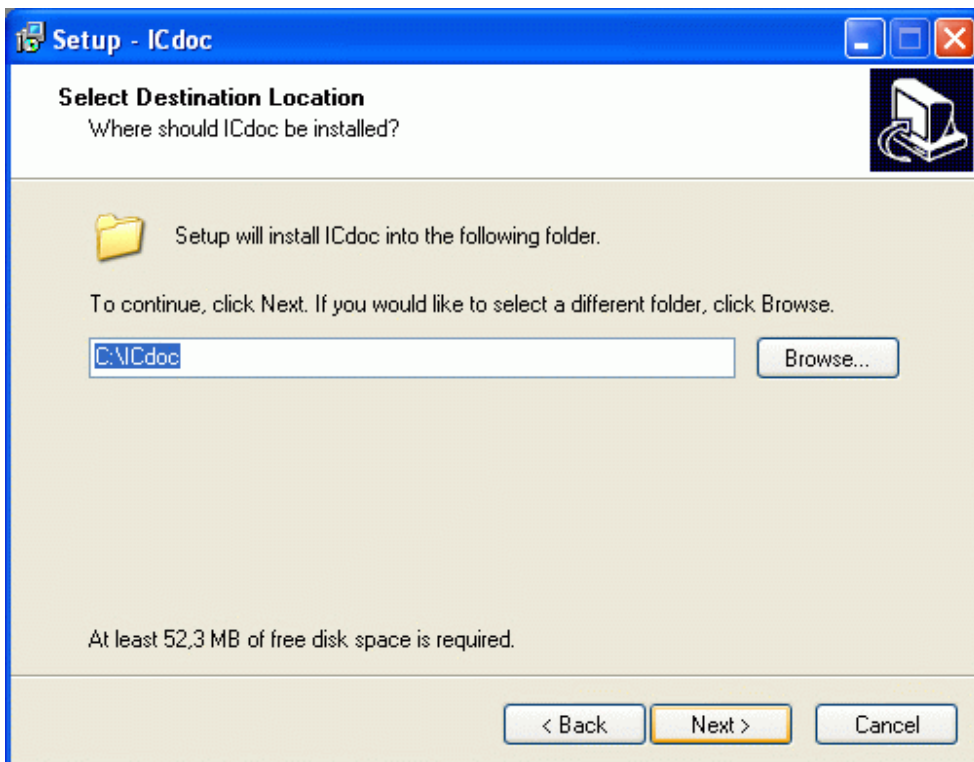 Setup - ICdoc
Select Destination Location
Where should ICdoc be installed?
Setup will install ICdoc into the following folder.
To continue, click Next. If you would like to select a different folder, click Browse.
C:\ICdoc
Browse...
At least 52,3 MB of free disk space is required.
< Back
Next >
Cancel